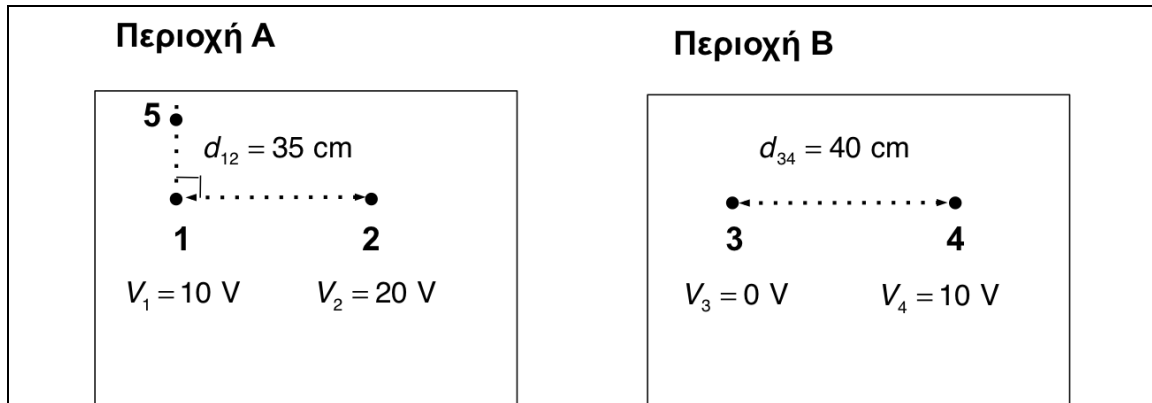 Περιοχή Α
5
d₁₂ = 35 cm
1 2
V₁ = 10 V V₂ = 20 V
Περιοχή Β
d₃₄ = 40 cm
3 4
V₃ = 0 V V₄ = 10 V